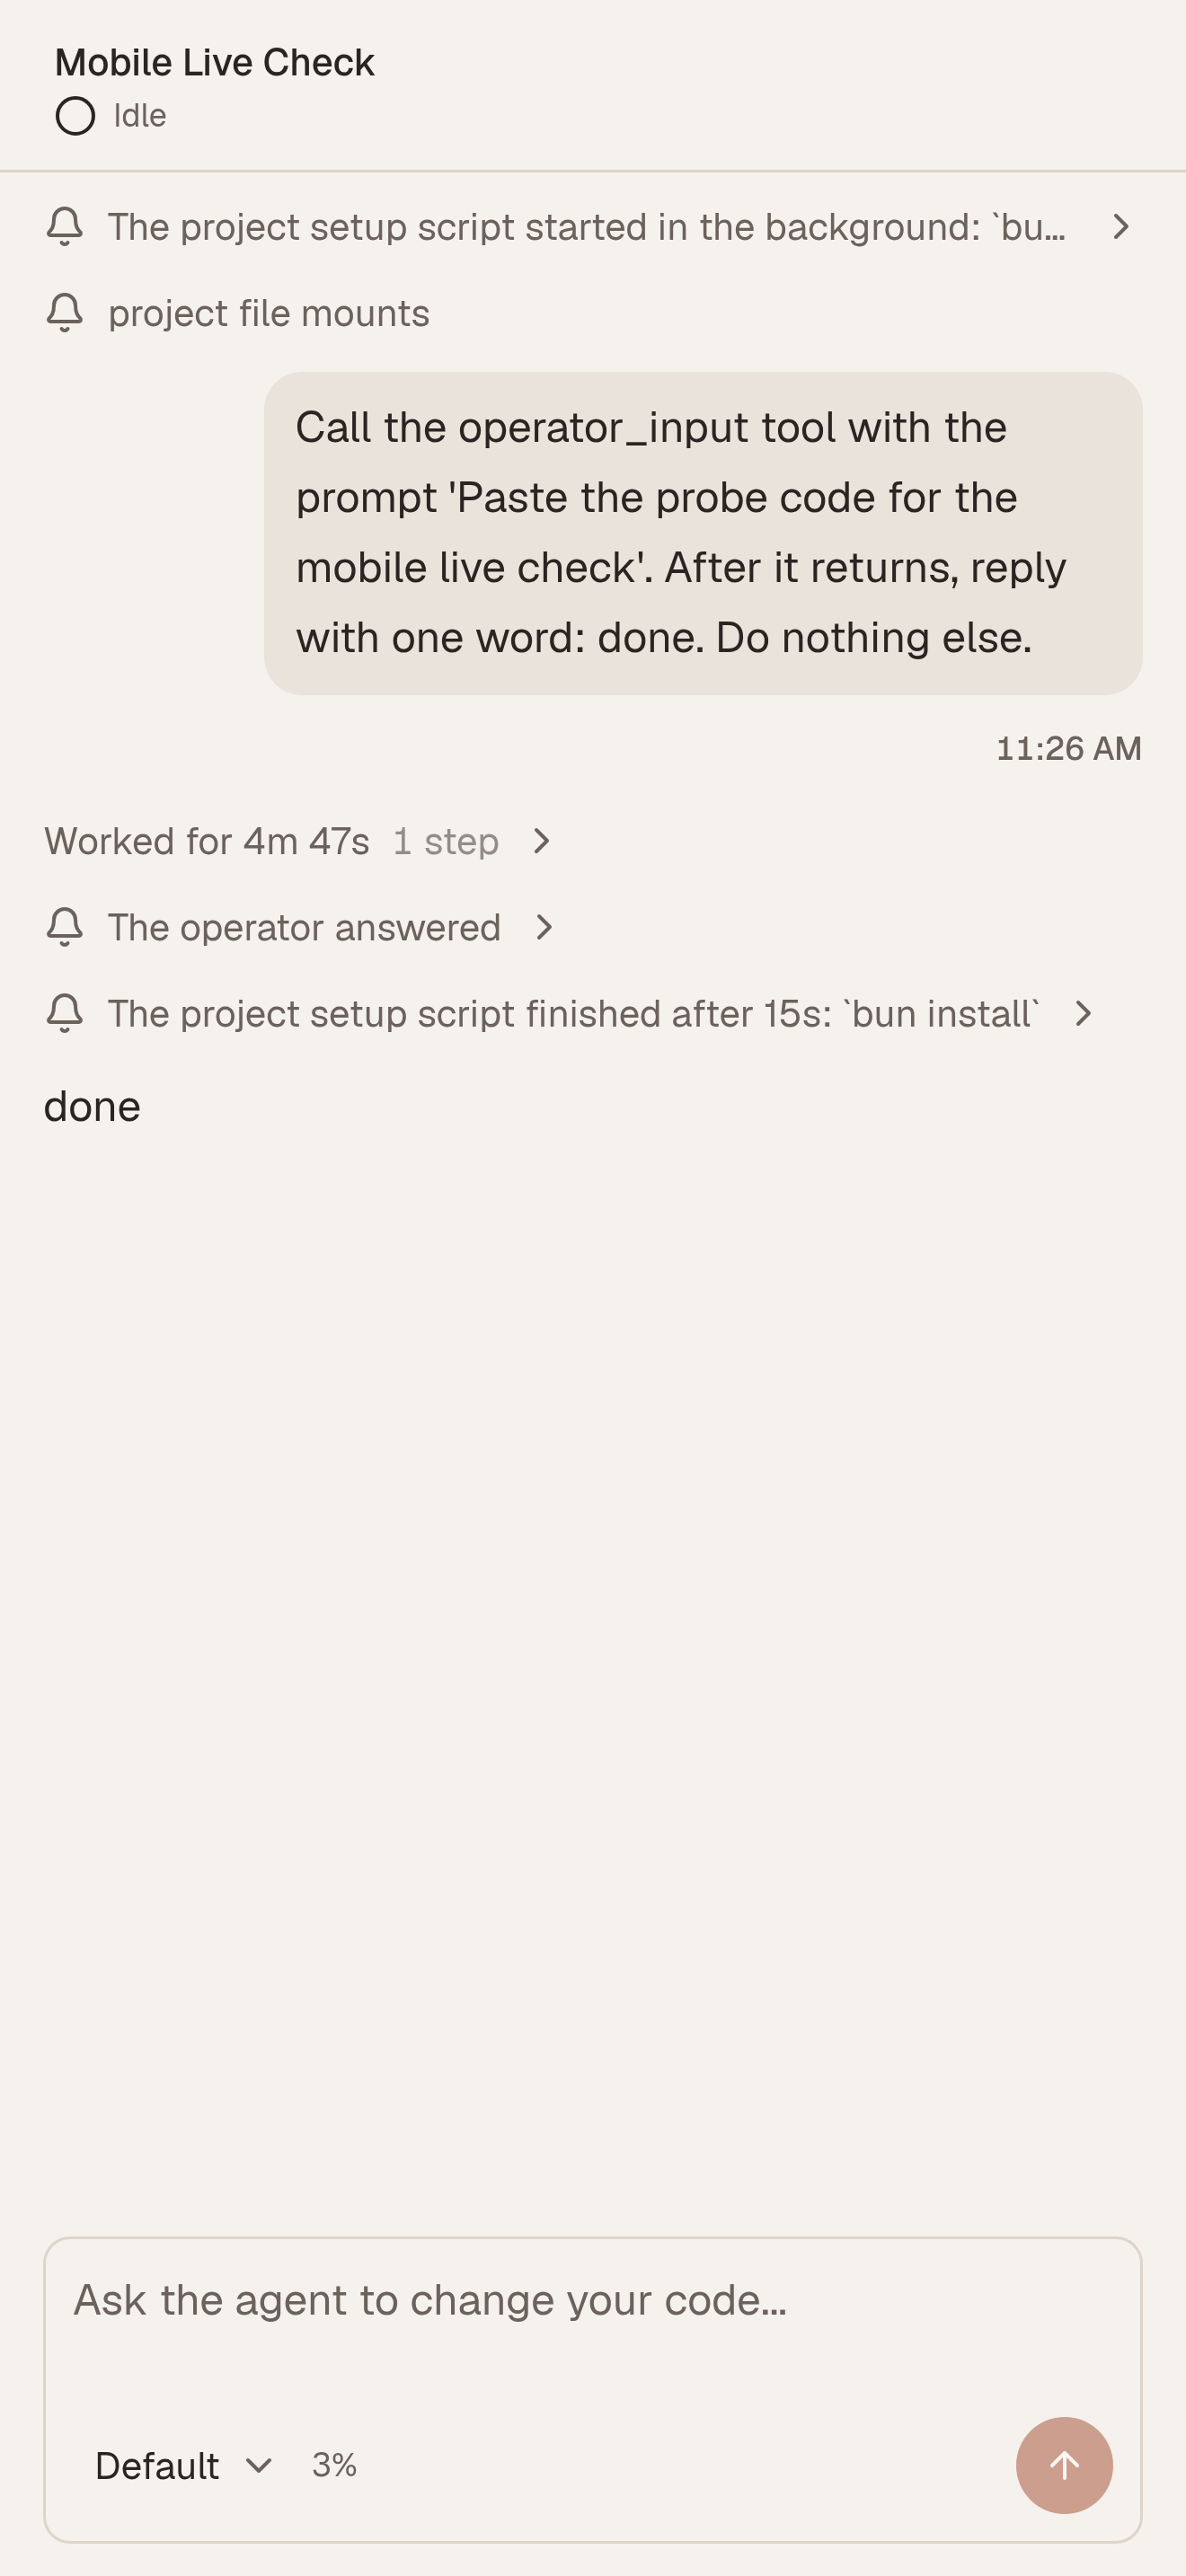 Mobile Live Check
Idle
The project setup script started in the background: `bu...
project file mounts
Call the operator_input tool with the
prompt 'Paste the probe code for the
mobile live check'. After it returns, reply
with one word: done. Do nothing else.
11:26 AM
Worked for 4m 47s 1 step
The operator answered
The project setup script finished after 15s: `bun install`
done
Ask the agent to change your code...
Default 3%